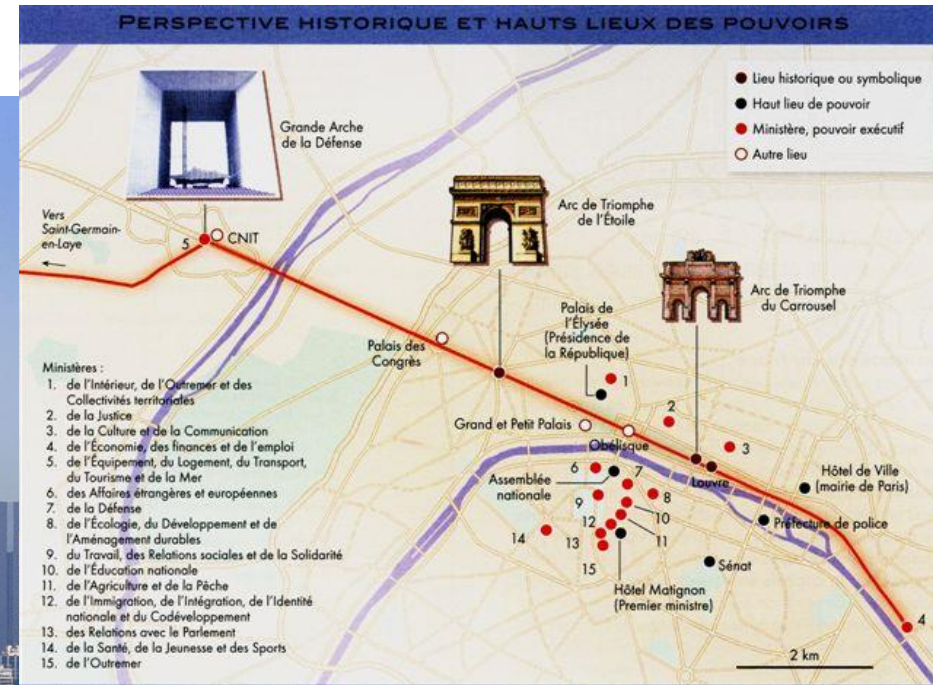 PERSPECTIVE HISTORIQUE ET HAUTS LIEUX DES POUVOIRS
Lieu historique ou symbolique
Haut lieu de pouvoir
Ministère, pouvoir exécutif
Autre lieu
Grande Arche
de la Défense
Vers
Saint-Germain-
en-Laye
5
CNIT
Arc de Triomphe
de l'Étoile
Arc de Triomphe
du Carrousel
Palais de
l'Élysée
(Présidence de
la République)
Palais des
Congrès
1
2
3
Grand et Petit Palais
Obélisque
Louvre
Hôtel de Ville
(mairie de Paris)
Assemblée
nationale
6
7
8
9
10
11
12
13
14
15
Préfecture de police
Sénat
Hôtel Matignon
(Premier ministre)
4
2 km
Ministères :
1. de l'Intérieur, de l'Outremer et des
Collectivités territoriales
2. de la Justice
3. de la Culture et de la Communication
4. de l'Économie, des finances et de l'emploi
5. de l'Équipement, du Logement, du Transport,
du Tourisme et de la Mer
6. des Affaires étrangères et européennes
7. de la Défense
8. de l'Écologie, du Développement et de
l'Aménagement durables
9. du Travail, des Relations sociales et de la Solidarité
10. de l'Éducation nationale
11. de l'Agriculture et de la Pêche
12. de l'Immigration, de l'Intégration, de l'Identité
nationale et du Codéveloppement
13. des Relations avec le Parlement
14. de la Santé, de la Jeunesse et des Sports
15. de l'Outremer